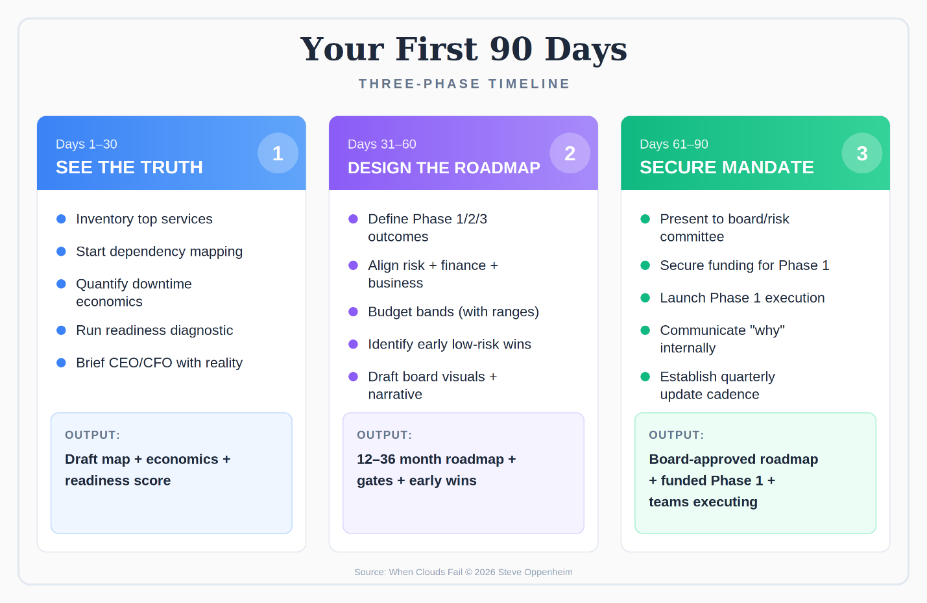 Your First 90 Days
THREE-PHASE TIMELINE
Days 1–30
SEE THE TRUTH
1
Inventory top services
Start dependency mapping
Quantify downtime
economics
Run readiness diagnostic
Brief CEO/CFO with reality
OUTPUT:
Draft map + economics +
readiness score
Days 31–60
DESIGN THE ROADMAP
2
Define Phase 1/2/3
outcomes
Align risk + finance +
business
Budget bands (with ranges)
Identify early low-risk wins
Draft board visuals +
narrative
OUTPUT:
12–36 month roadmap +
gates + early wins
Days 61–90
SECURE MANDATE
3
Present to board/risk
committee
Secure funding for Phase 1
Launch Phase 1 execution
Communicate "why"
internally
Establish quarterly
update cadence
OUTPUT:
Board-approved roadmap
+ funded Phase 1 +
teams executing
Source: When Clouds Fail © 2026 Steve Oppenheim